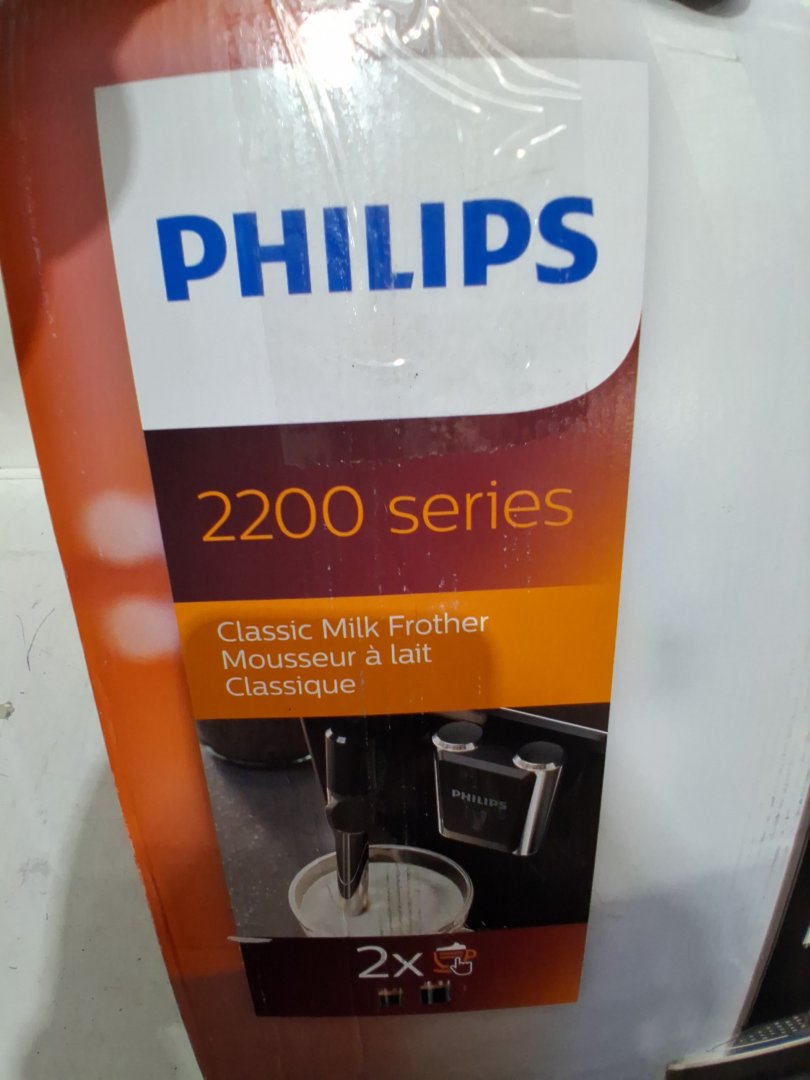 PHILIPS
2200 series
Classic Milk Frother
Mousseur à lait
Classique
PHILIPS
2x